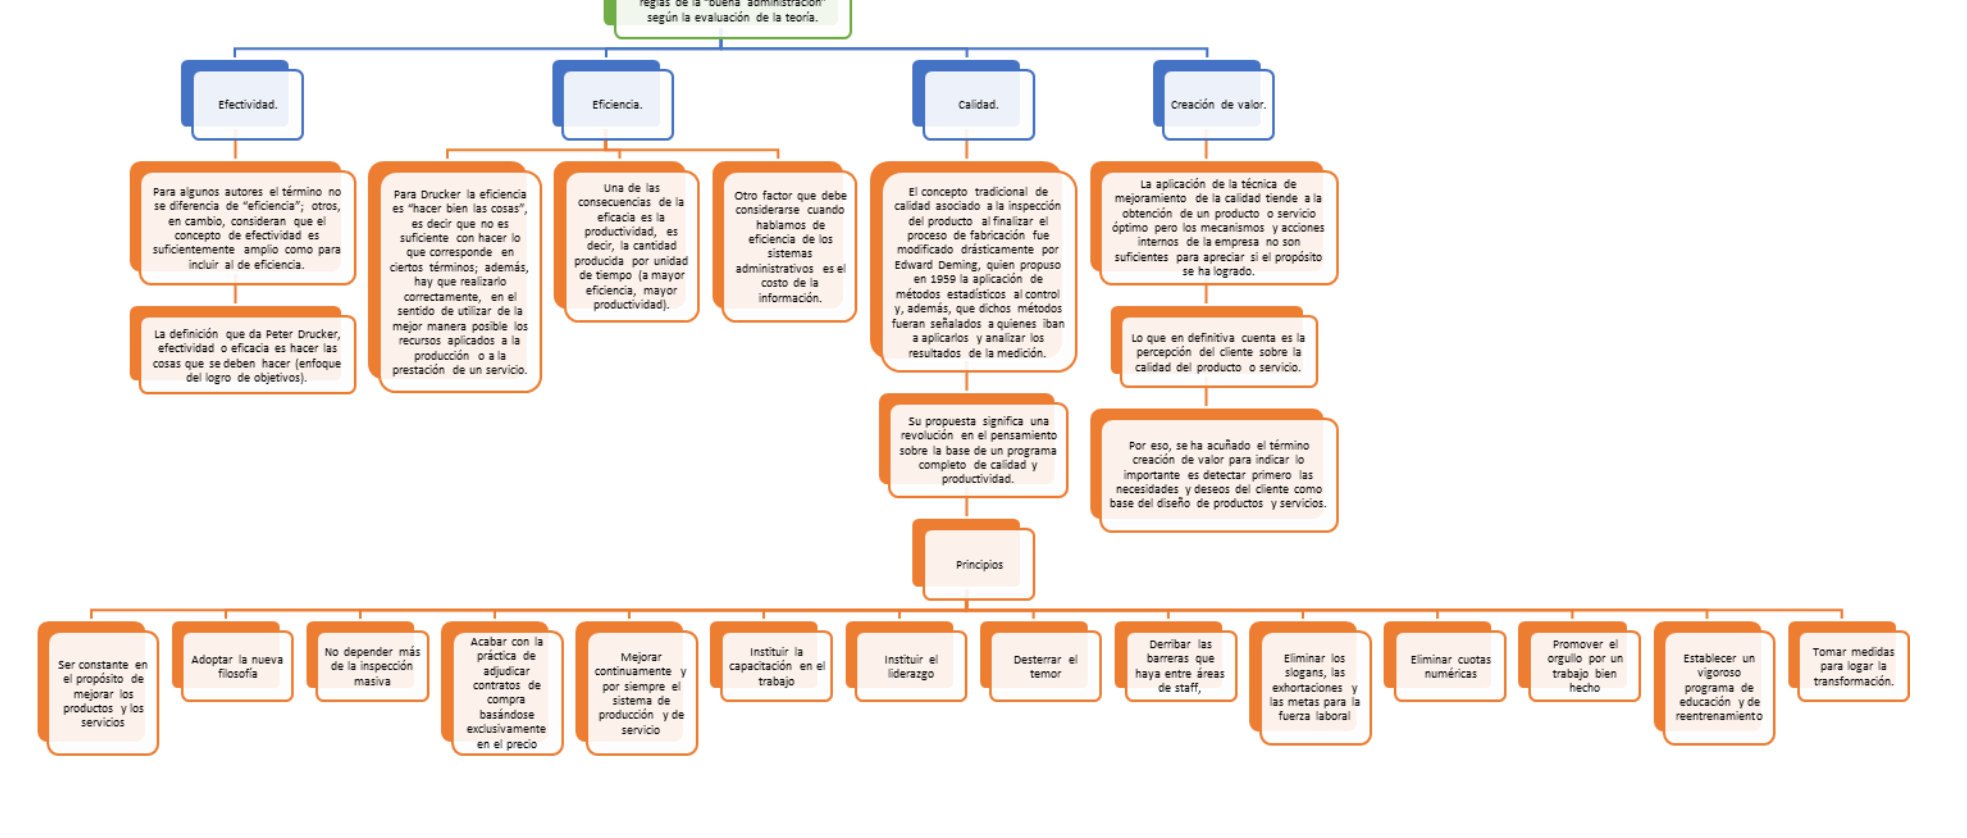 reglas de la "buena administración"
según la evaluación de la teoría.
Efectividad.
Eficiencia.
Calidad.
Creación de valor.
Para algunos autores el término no
se diferencia de "eficiencia"; otros,
en cambio, consideran que el
concepto de efectividad es
suficientemente amplio como para
incluir al de eficiencia.
La definición que da Peter Drucker,
efectividad o eficacia es hacer las
cosas que se deben hacer (enfoque
del logro de objetivos).
Para Drucker la eficiencia
es "hacer bien las cosas",
es decir que no es
suficiente con hacer lo
que corresponde en
ciertos términos; además,
hay que realizarlo
correctamente, en el
sentido de utilizar de la
mejor manera posible los
recursos aplicados a la
producción o a la
prestación de un servicio.
Una de las
consecuencias de la
eficacia es la
productividad, es
decir, la cantidad
producida por unidad
de tiempo (a mayor
eficiencia, mayor
productividad).
Otro factor que debe
considerarse cuando
hablamos de
eficiencia de los
sistemas
administrativos es el
costo de la
información.
El concepto tradicional de
calidad asociado a la inspección
del producto al finalizar el
proceso de fabricación fue
modificado drásticamente por
Edward Deming, quien propuso
en 1959 la aplicación de
métodos estadísticos al control
y, además, que dichos métodos
fueran señalados a quienes iban
a aplicarlos y analizar los
resultados de la medición.
Su propuesta significa una
revolución en el pensamiento
sobre la base de un programa
completo de calidad y
productividad.
Principios
La aplicación de la técnica de
mejoramiento de la calidad tiende a la
obtención de un producto o servicio
óptimo pero los mecanismos y acciones
internos de la empresa no son
suficientes para apreciar si el propósito
se ha logrado.
Lo que en definitiva cuenta es la
percepción del cliente sobre la
calidad del producto o servicio.
Por eso, se ha acuñado el término
creación de valor para indicar lo
importante es detectar primero las
necesidades y deseos del cliente como
base del diseño de productos y servicios.
Ser constante en
el propósito de
mejorar los
productos y los
servicios
Adoptar la nueva
filosofía
No depender más
de la inspección
masiva
Acabar con la
práctica de
adjudicar
contratos de
compra
basándose
exclusivamente
en el precio
Mejorar
continuamente y
por siempre el
sistema de
producción y de
servicio
Instituir la
capacitación en el
trabajo
Instituir el
liderazgo
Desterrar el
temor
Derribar las
barreras que
haya entre áreas
de staff,
Eliminar los
slogans, las
exhortaciones y
las metas para la
fuerza laboral
Eliminar cuotas
numéricas
Promover el
orgullo por un
trabajo bien
hecho
Establecer un
vigoroso
programa de
educación y de
reentrenamiento
Tomar medidas
para logar la
transformación.